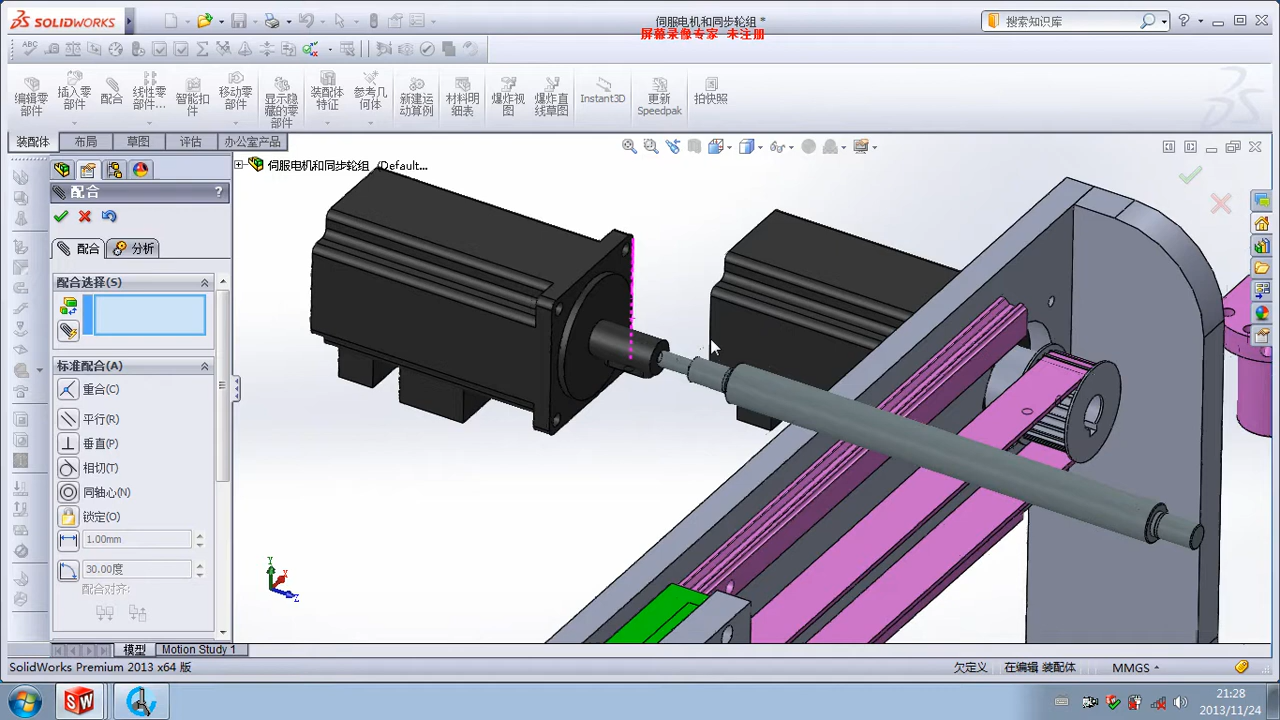 SOLIDWORKS
伺服电机和同步轮组 *
屏幕录像专家 未注册
搜索知识库
编辑零部件
插入零部件
配合
线性零部件...
智能扣件
移动零部件
显示隐藏的零部件
装配体特征
参考几何体
新建运动算例
材料明细表
爆炸视图
爆炸直线草图
Instant3D
更新 Speedpak
拍快照
装配体
布局
草图
评估
办公室产品
伺服电机和同步轮组 (Default...
配合
?
配合
分析
配合选择(S)
标准配合(A)
重合(C)
平行(R)
垂直(P)
相切(T)
同轴心(N)
锁定(O)
1.00mm
30.00度
配合对齐:
Y
X
Z
模型
Motion Study 1
SolidWorks Premium 2013 x64 版
欠定义
在编辑 装配体
MMGS
21:28
2013/11/24